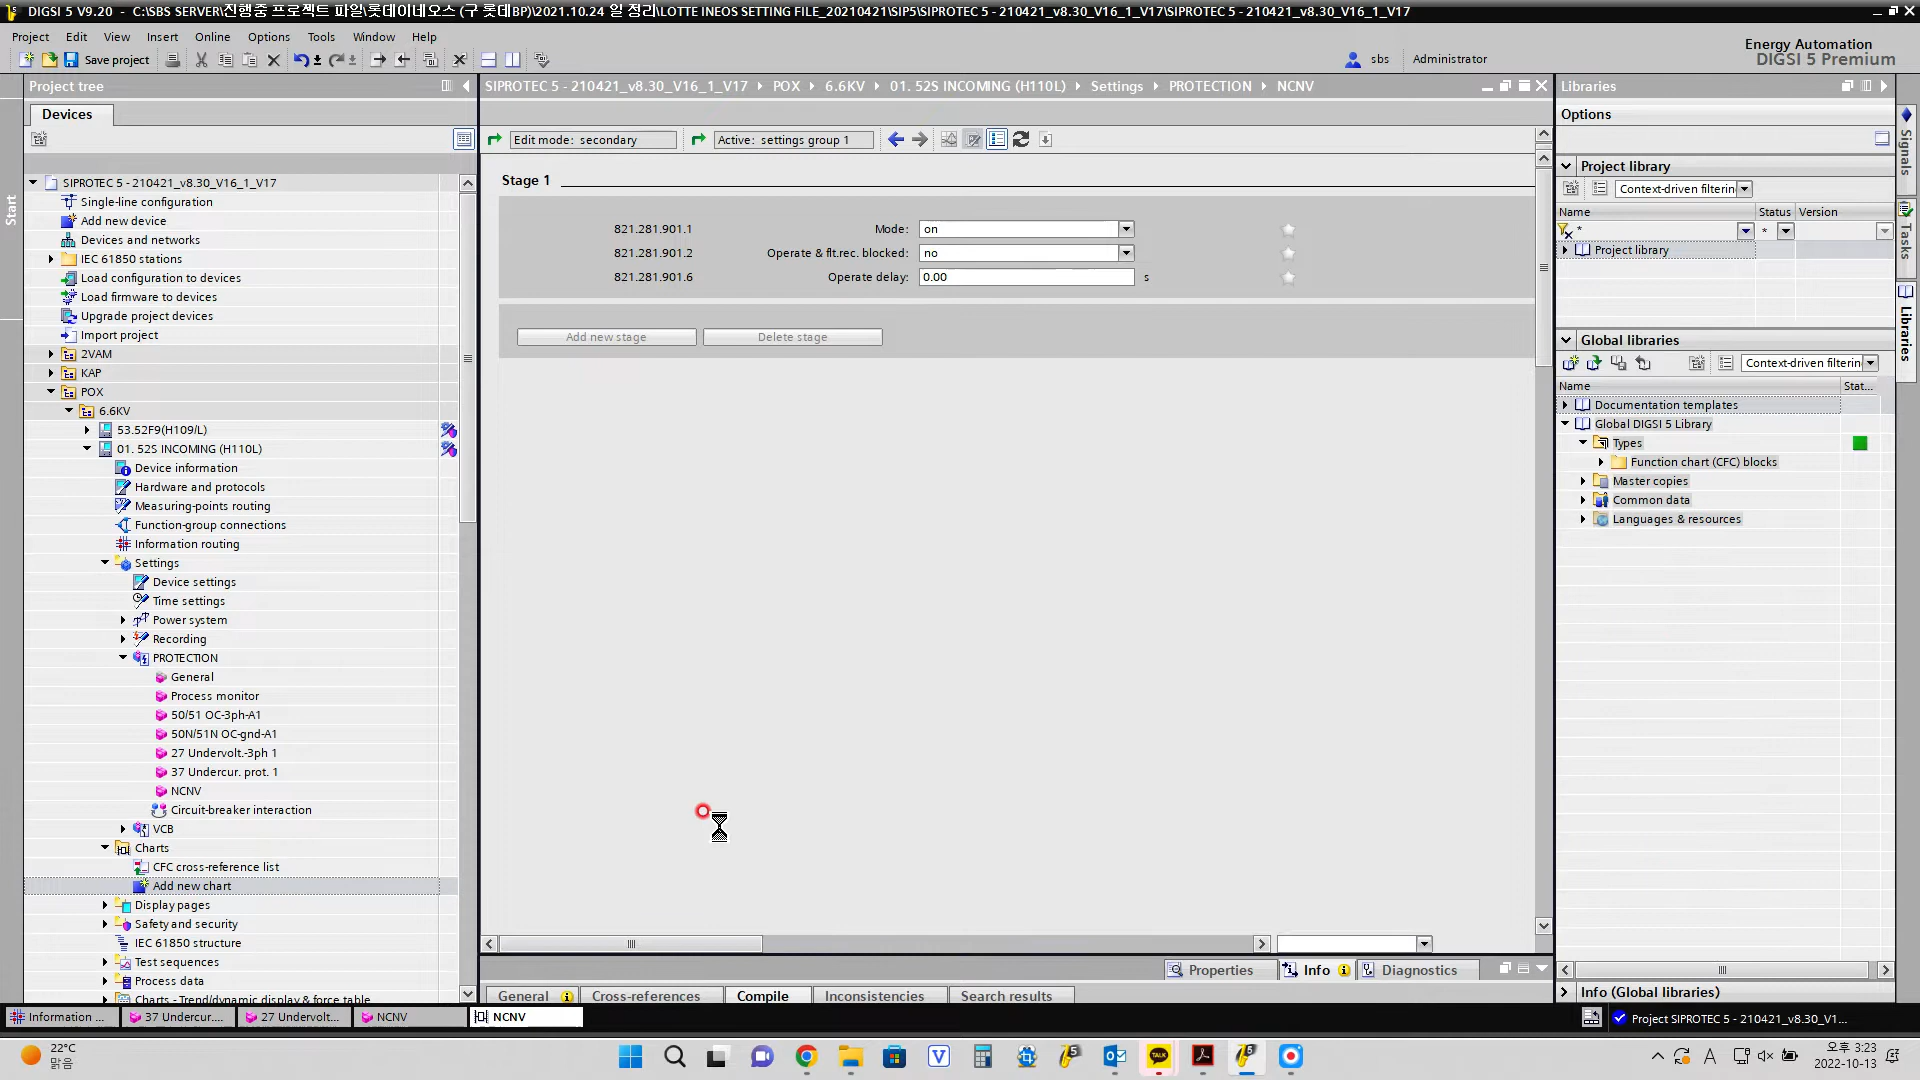 DIGSI 5 V9.20 - C:\SBS SERVER\진행중 프로젝트 파일\롯데이네오스 (구 롯데BP)\2021.10.24 일 정리\LOTTE INEOS SETTING FILE_20210421\SIP5\SIPROTEC 5 - 210421_v8.30_V16_1_V17\SIPROTEC 5 - 210421_v8.30_V16_1_V17
Project Edit View Insert Online Options Tools Window Help
Energy Automation
DIGSI 5 Premium
Save project
sbs Administrator
Project tree
SIPROTEC 5 - 210421_v8.30_V16_1_V17 POX 6.6KV 01. 52S INCOMING (H110L) Settings PROTECTION NCNV
Libraries
Devices
Options
Edit mode: secondary
Active: settings group 1
Start
SIPROTEC 5 - 210421_v8.30_V16_1_V17
Single-line configuration
Add new device
Devices and networks
IEC 61850 stations
Load configuration to devices
Load firmware to devices
Upgrade project devices
Import project
2VAM
KAP
POX
6.6KV
53.52F9(H109/L)
01. 52S INCOMING (H110L)
Device information
Hardware and protocols
Measuring-points routing
Function-group connections
Information routing
Settings
Device settings
Time settings
Power system
Recording
PROTECTION
General
Process monitor
50/51 OC-3ph-A1
50N/51N OC-gnd-A1
27 Undervolt.-3ph 1
37 Undercur. prot. 1
NCNV
Circuit-breaker interaction
VCB
Charts
CFC cross-reference list
Add new chart
Display pages
Safety and security
IEC 61850 structure
Test sequences
Process data
Charts - Trend/dynamic display & force table
Stage 1
821.281.901.1 Mode: on
821.281.901.2 Operate & flt.rec. blocked: no
821.281.901.6 Operate delay: 0.00 s
Add new stage Delete stage
Properties Info Diagnostics
General Cross-references Compile Inconsistencies Search results
Project library
Context-driven filterin
Name Status Version
* *
Project library
Global libraries
Context-driven filterin
Name Stat...
Documentation templates
Global DIGSI 5 Library
Types
Function chart (CFC) blocks
Master copies
Common data
Languages & resources
Info (Global libraries)
Signals
Tasks
Libraries
Information ... 37 Undercur.... 27 Undervolt... NCNV NCNV
Project SIPROTEC 5 - 210421_v8.30_V1...
22°C
맑음
TALK
A
오후 3:23
2022-10-13